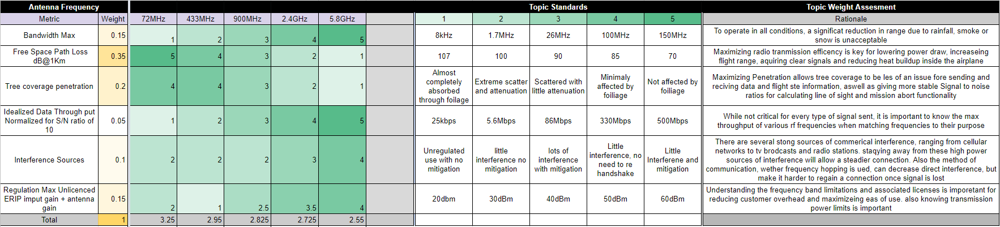 Antenna Frequency Topic Standards Topic Weight Assesment
Metric Weight 72MHz 433MHz 900MHz 2.4GHz 5.8GHz 1 2 3 4 5 Rationale
Bandwidth Max 0.15 1 2 3 4 5 8kHz 1.7MHz 26MHz 100MHz 150MHz
To operate in all conditions, a significat reduction in range due to rainfall, smoke or
snow is unacceptable
Free Space Path Loss
dB@1Km
0.35 5 4 3 2 1 107 100 90 85 70
Maximizing radio tranmission efficency is key for lowering power draw, increaseing
flight range, aquiring clear signals and reducing heat buildup inside the airplane
Tree coverage penetration 0.2 4 4 3 2 1
Almost
completely
absorbed
through foilage
Extreme scatter
and attenuation
Scattered with
little attenuation
Minimaly
affected by
foiliage
Not affected by
foiliage
Maximizing Penetration allows tree coverage to be les of an issue fore sending and
reciving data and flight ste information, aswell as giving more stable Signal to noise
ratios for calculating line of sight and mission abort functionality
Idealized Data Through put
Normalized for S/N ratio of
10
0.05 1 2 3 4 5 25kbps 5.6Mbps 86Mbps 330Mbps 500Mbps
While not critical for every type of signal sent, it is important to know the max
throughput of various rf frequencies when matching frequencies to their purpose
Interference Sources 0.1 2 2 2 3 4
Unregulated
use with no
mitigation
little
interference no
mitigation
lots of
interference
with mitigation
Little
interference, no
need to re
handshake
Little
Interferene and
mitigation
There are several stong sources of commerical interference, ranging from cellular
networks to tv brodcasts and radio stations. staqying away from these high power
sources of interference will allow a steadier connection. Also the method of
communication, wether frequency hopping is ued, can decrease direct interference, but
make it harder to regain a connection once signal is lost
Regulation Max Unlicenced
ERIP imput gain + antenna
gain
0.15 2 1 2.5 3.5 4 20dbm 30dBm 40dBm 50dBm 60dBm
Understanding the frequency band limitations and associated licenses is imporetant for
reducing customer overhead and maximizeing eas of use. also knowing transmission
power limits is important
Total 1 3.25 2.95 2.825 2.725 2.55